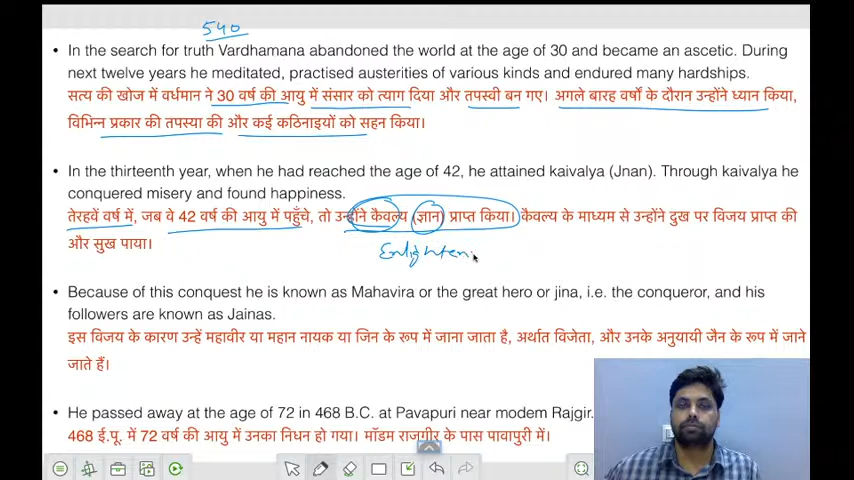 540
• In the search for truth Vardhamana abandoned the world at the age of 30 and became an ascetic. During
next twelve years he meditated, practised austerities of various kinds and endured many hardships.
सत्य की खोज में वर्धमान ने 30 वर्ष की आयु में संसार को त्याग दिया और तपस्वी बन गए। अगले बारह वर्षों के दौरान उन्होंने ध्यान किया,
विभिन्न प्रकार की तपस्या की और कई कठिनाइयों को सहन किया।
• In the thirteenth year, when he had reached the age of 42, he attained kaivalya (Jnan). Through kaivalya he
conquered misery and found happiness.
तेरहवें वर्ष में, जब वे 42 वर्ष की आयु में पहुँचे, तो उन्होंने कैवल्य (ज्ञान) प्राप्त किया। कैवल्य के माध्यम से उन्होंने दुख पर विजय प्राप्त की
और सुख पाया।
Enlighten
• Because of this conquest he is known as Mahavira or the great hero or jina, i.e. the conqueror, and his
followers are known as Jainas.
इस विजय के कारण उन्हें महावीर या महान नायक या जिन के रूप में जाना जाता है, अर्थात विजेता, और उनके अनुयायी जैन के रूप में जाने
जाते हैं।
• He passed away at the age of 72 in 468 B.C. at Pavapuri near modem Rajgir.
468 ई.पू. में 72 वर्ष की आयु में उनका निधन हो गया। मॉडम राजगीर के पास पावापुरी में।